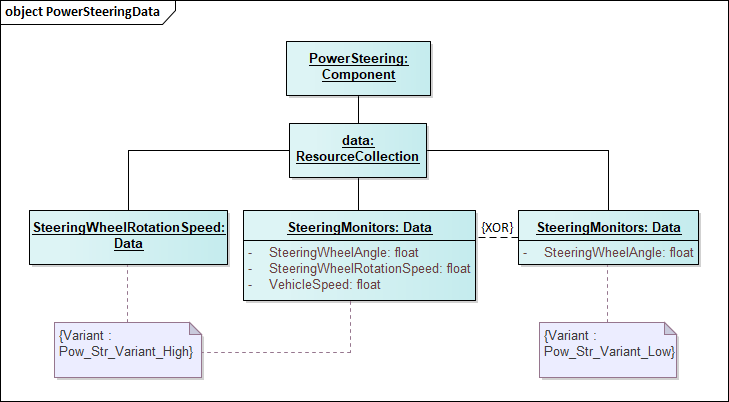 object PowerSteeringData
PowerSteering:
Component
data:
ResourceCollection
SteeringWheelRotationSpeed:
Data
SteeringMonitors: Data
- SteeringWheelAngle: float
- SteeringWheelRotationSpeed: float
- VehicleSpeed: float
{XOR}
SteeringMonitors: Data
- SteeringWheelAngle: float
{Variant :
Pow_Str_Variant_High}
{Variant :
Pow_Str_Variant_Low}